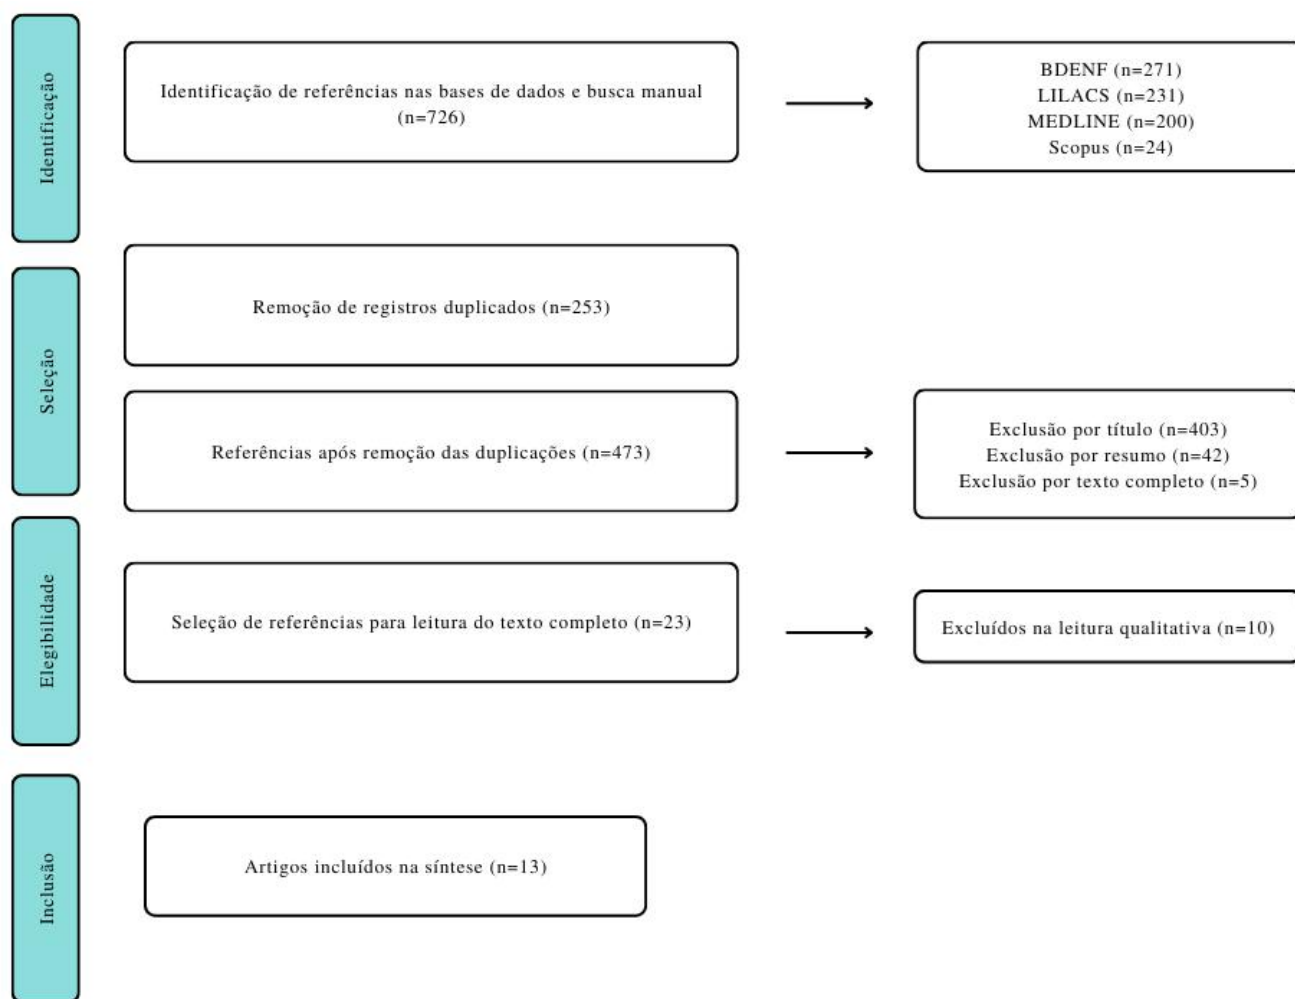 Identificação
Identificação de referências nas bases de dados e busca manual
(n=726)
BDENF (n=271)
LILACS (n=231)
MEDLINE (n=200)
Scopus (n=24)
Seleção
Remoção de registros duplicados (n=253)
Referências após remoção das duplicações (n=473)
Exclusão por título (n=403)
Exclusão por resumo (n=42)
Exclusão por texto completo (n=5)
Elegibilidade
Seleção de referências para leitura do texto completo (n=23)
Excluídos na leitura qualitativa (n=10)
Inclusão
Artigos incluídos na síntese (n=13)